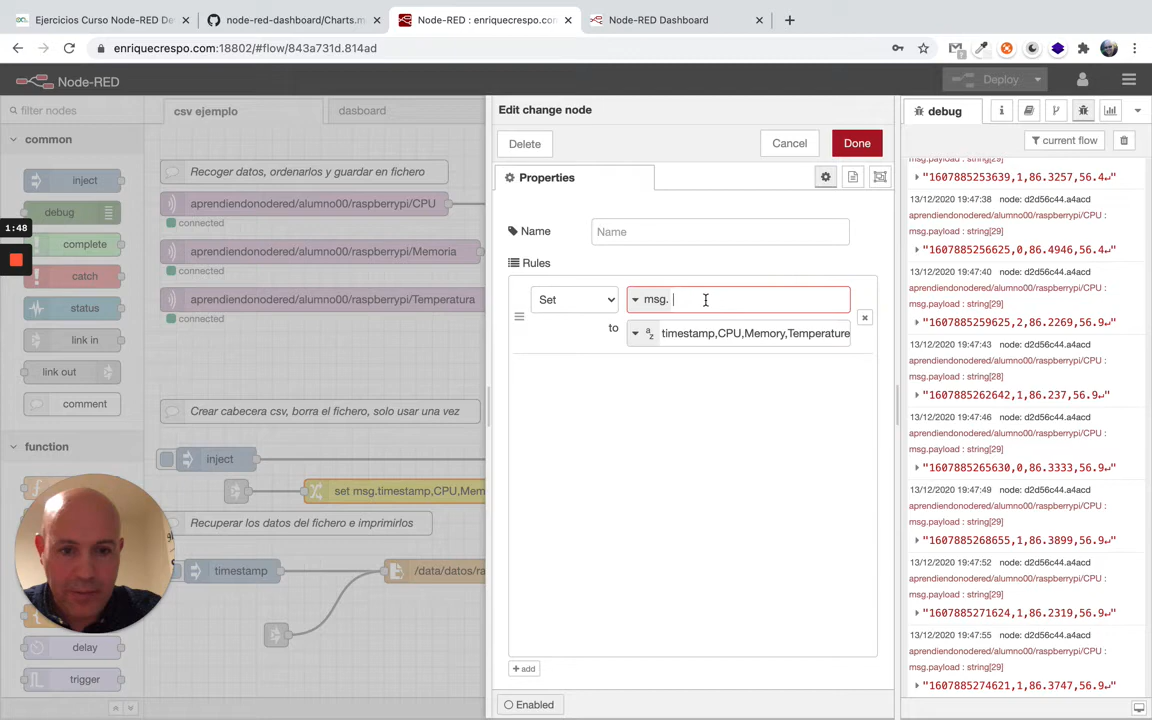 Ejercicios Curso Node-RED De
node-red-dashboard/Charts.m
Node-RED : enriquecrespo.con
Node-RED Dashboard
enriquecrespo.com:18802/#flow/843a731d.814ad
Node-RED
Deploy
filter nodes
csv ejemplo
dasboard
Edit change node
debug
common
Recoger datos, ordenarlos y guardar en fichero
Delete
Cancel
Done
current flow
inject
aprendiendonodered/alumno00/raspberrypi/CPU
connected
Properties
debug
1:48
complete
aprendiendonodered/alumno00/raspberrypi/Memoria
connected
Name
Name
catch
Rules
aprendiendonodered/alumno00/raspberrypi/Temperatura
connected
Set
msg.
status
to
timestamp,CPU,Memory,Temperature
link in
link out
comment
Crear cabecera csv, borra el fichero, solo usar una vez
function
inject
set msg.timestamp,CPU,Mem
Recuperar los datos del fichero e imprimirlos
timestamp
/data/datos/ra
delay
trigger
add
Enabled
msg.payload : string[29]
"1607885253639,1,86.3257,56.4↵"
13/12/2020 19:47:38 node: d2d56c44.a4acd
aprendiendonodered/alumno00/raspberrypi/CPU :
msg.payload : string[29]
"1607885256625,0,86.4946,56.4↵"
13/12/2020 19:47:40 node: d2d56c44.a4acd
aprendiendonodered/alumno00/raspberrypi/CPU :
msg.payload : string[29]
"1607885259625,2,86.2269,56.9↵"
13/12/2020 19:47:43 node: d2d56c44.a4acd
aprendiendonodered/alumno00/raspberrypi/CPU :
msg.payload : string[28]
"1607885262642,1,86.237,56.9↵"
13/12/2020 19:47:46 node: d2d56c44.a4acd
aprendiendonodered/alumno00/raspberrypi/CPU :
msg.payload : string[29]
"1607885265630,0,86.3333,56.9↵"
13/12/2020 19:47:49 node: d2d56c44.a4acd
aprendiendonodered/alumno00/raspberrypi/CPU :
msg.payload : string[29]
"1607885268655,1,86.3899,56.9↵"
13/12/2020 19:47:52 node: d2d56c44.a4acd
aprendiendonodered/alumno00/raspberrypi/CPU :
msg.payload : string[29]
"1607885271624,1,86.2319,56.9↵"
13/12/2020 19:47:55 node: d2d56c44.a4acd
aprendiendonodered/alumno00/raspberrypi/CPU :
msg.payload : string[29]
"1607885274621,1,86.3747,56.9↵"